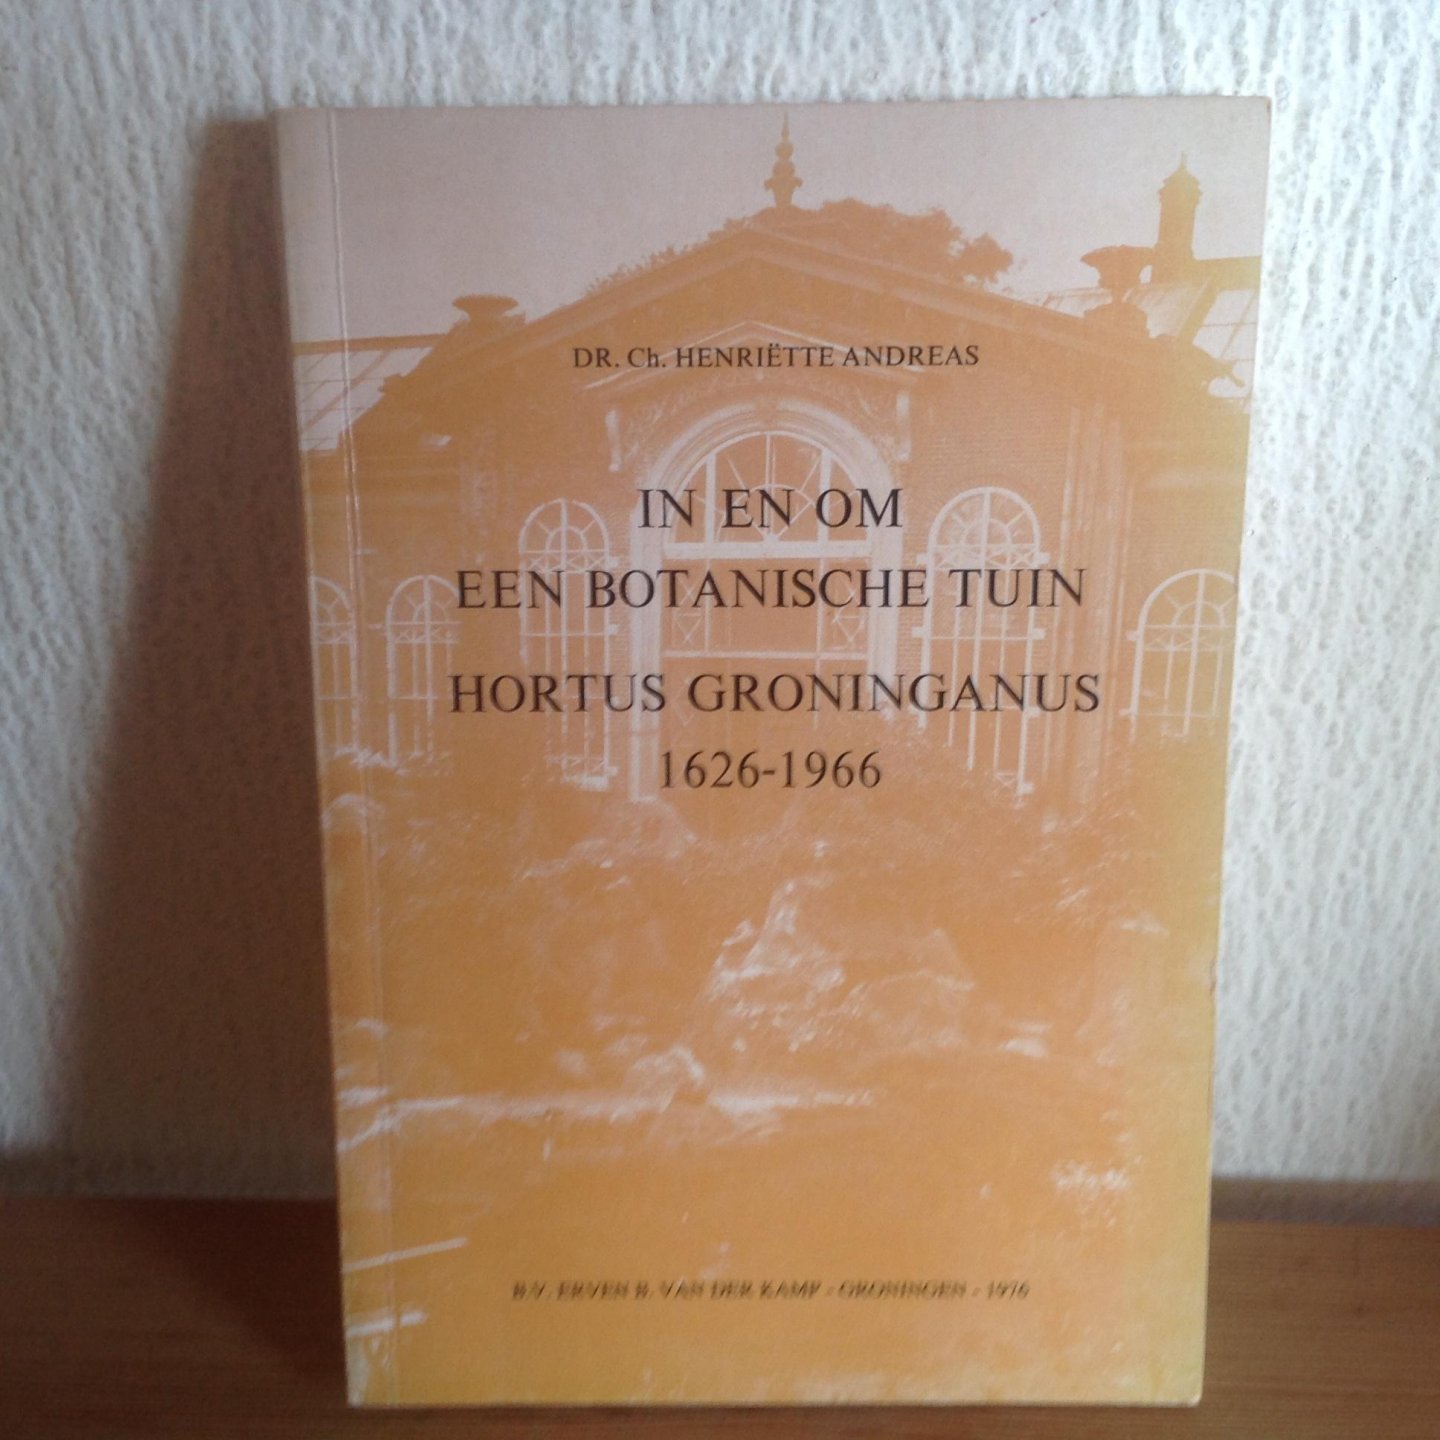 DR. Ch. HENRIËTTE ANDREAS
IN EN OM
EEN BOTANISCHE TUIN
HORTUS GRONINGANUS
1626-1966
B.V. ERVEN B. VAN DER KAMP - GRONINGEN - 1976